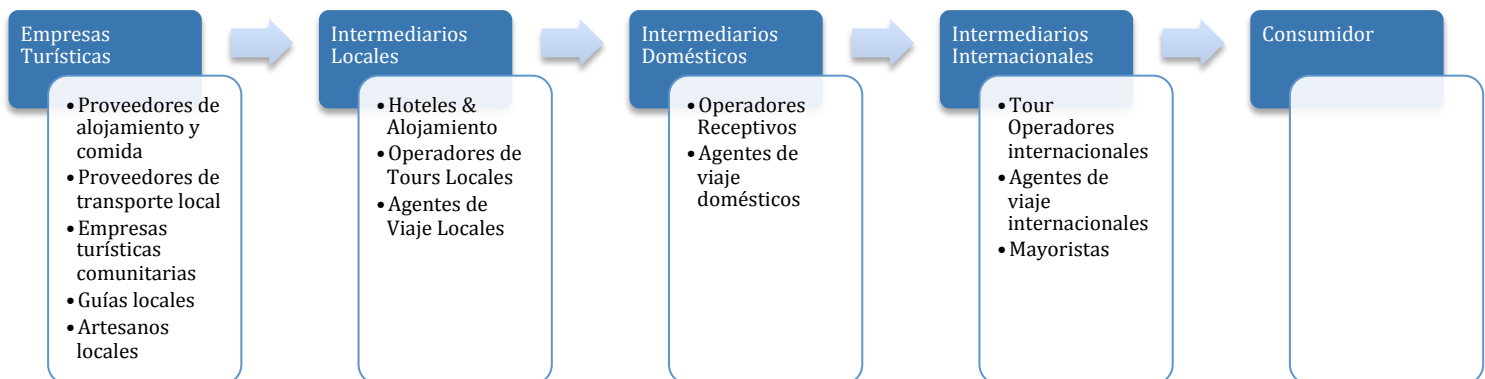 Empresas
Turísticas
• Proveedores de
alojamiento y
comida
• Proveedores de
transporte local
• Empresas
turísticas
comunitarias
• Guías locales
• Artesanos
locales
Intermediarios
Locales
• Hoteles &
Alojamiento
• Operadores de
Tours Locales
• Agentes de
Viaje Locales
Intermediarios
Domésticos
• Operadores
Receptivos
• Agentes de
viaje
domésticos
Intermediarios
Internacionales
• Tour
Operadores
internacionales
• Agentes de
viaje
internacionales
• Mayoristas
Consumidor